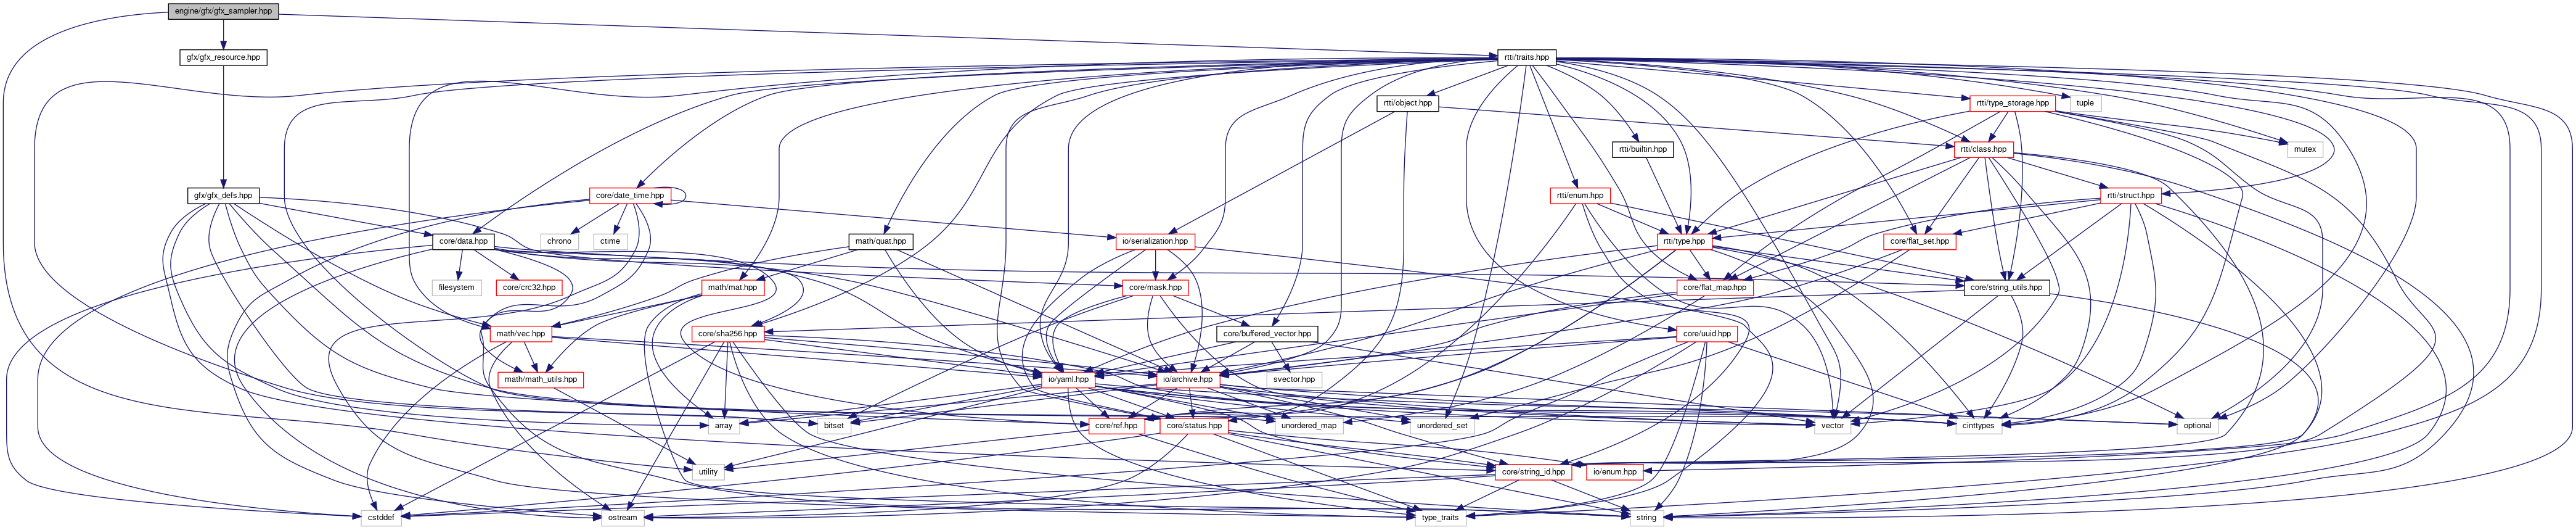 engine/gfx/gfx_sampler.hpp
gfx/gfx_resource.hpp
rtti/traits.hpp
rtti/object.hpp
rtti/type_storage.hpp
tuple
rtti/builtin.hpp
rtti/class.hpp
mutex
gfx/gfx_defs.hpp
core/date_time.hpp
rtti/enum.hpp
rtti/struct.hpp
chrono
ctime
core/data.hpp
math/quat.hpp
io/serialization.hpp
rtti/type.hpp
core/flat_set.hpp
filesystem
core/crc32.hpp
math/mat.hpp
core/mask.hpp
core/flat_map.hpp
core/string_utils.hpp
math/vec.hpp
core/sha256.hpp
core/buffered_vector.hpp
core/uuid.hpp
math/math_utils.hpp
io/yaml.hpp
io/archive.hpp
svector.hpp
array
bitset
core/ref.hpp
core/status.hpp
unordered_map
unordered_set
vector
cinttypes
optional
utility
core/string_id.hpp
io/enum.hpp
cstddef
ostream
type_traits
string